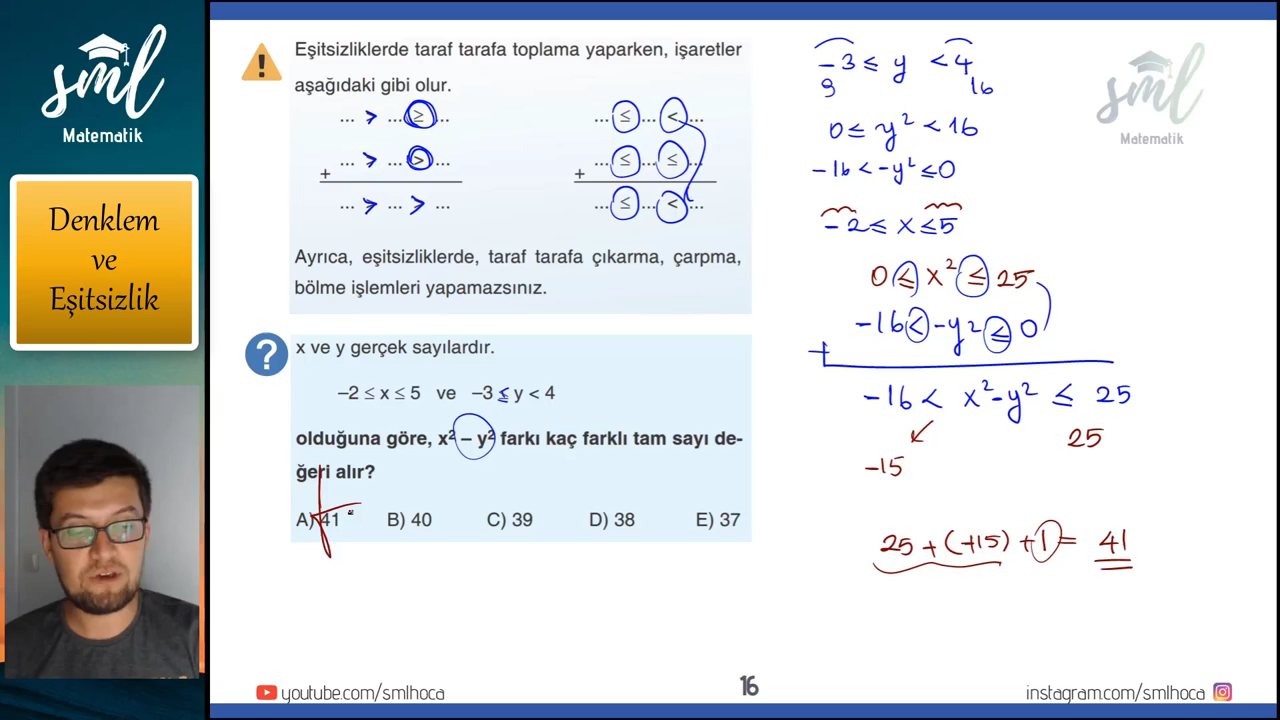 sml
Matematik
Denklem
ve
Eşitsizlik
Eşitsizliklerde taraf tarafa toplama yaparken, işaretler
aşağıdaki gibi olur.
... > ... ≥ ...
... > ... > ...
+
... > ... > ...
... ≤ ... < ...
... ≤ ... ≤ ...
+
... ≤ ... < ...
Ayrıca, eşitsizliklerde, taraf tarafa çıkarma, çarpma,
bölme işlemleri yapamazsınız.
x ve y gerçek sayılardır.
−2 ≤ x ≤ 5 ve −3 ≤ y < 4
olduğuna göre, x² − y² farkı kaç farklı tam sayı de-
ğeri alır?
A) 41 B) 40 C) 39 D) 38 E) 37
-3 ≤ y < 4
9 16
0 ≤ y² < 16
-16 < -y² ≤ 0
-2 ≤ x ≤ 5
0 ≤ x² ≤ 25
-16 < -y² ≤ 0
+
-16 < x² - y² ≤ 25
-15 25
25 + (+15) + 1 = 41
sml
Matematik
youtube.com/smlhoca
16
instagram.com/smlhoca